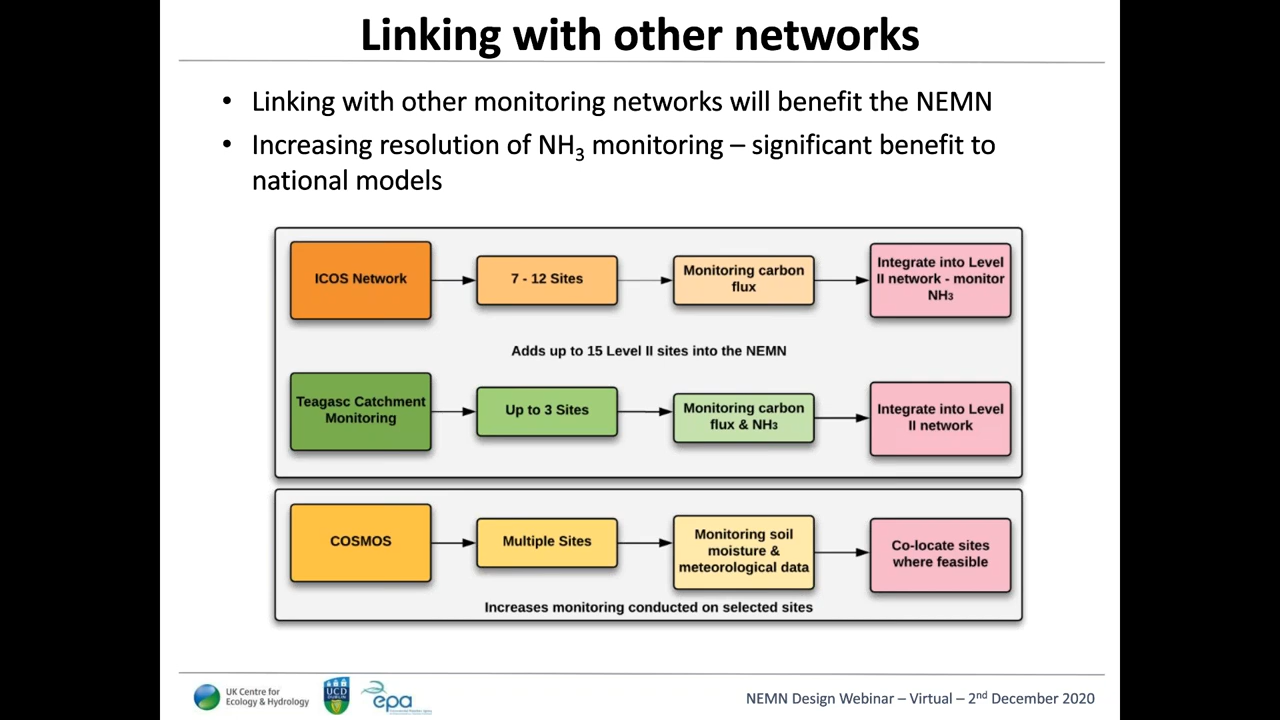 Linking with other networks
• Linking with other monitoring networks will benefit the NEMN
• Increasing resolution of NH₃ monitoring – significant benefit to
national models
ICOS Network
7 - 12 Sites
Monitoring carbon
flux
Integrate into Level
II network - monitor
NH₃
Adds up to 15 Level II sites into the NEMN
Teagasc Catchment
Monitoring
Up to 3 Sites
Monitoring carbon
flux & NH₃
Integrate into Level
II network
COSMOS
Multiple Sites
Monitoring soil
moisture &
meteorological data
Co-locate sites
where feasible
Increases monitoring conducted on selected sites
UK Centre for
Ecology & Hydrology
UCD
DUBLIN
epa
NEMN Design Webinar – Virtual – 2nd December 2020